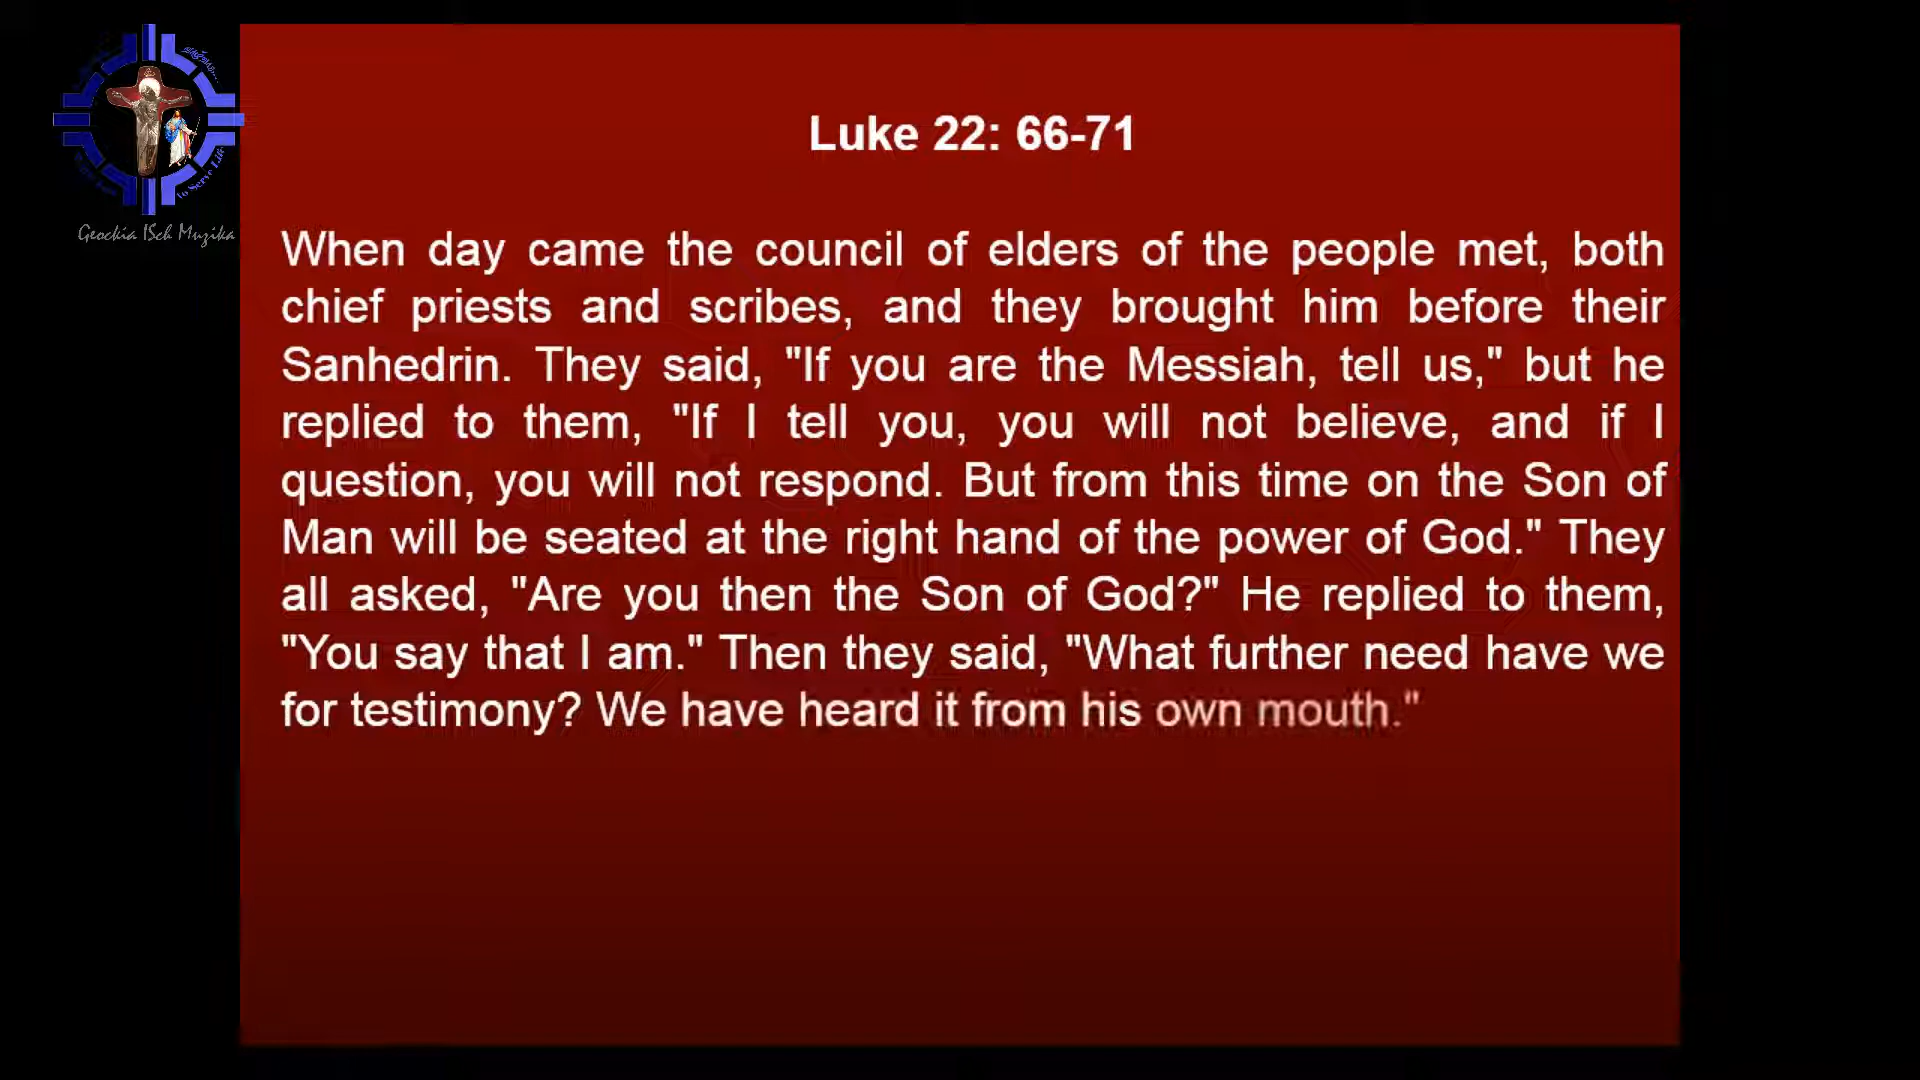 Luke 22: 66-71
When day came the council of elders of the people met, both
chief priests and scribes, and they brought him before their
Sanhedrin. They said, "If you are the Messiah, tell us," but he
replied to them, "If I tell you, you will not believe, and if I
question, you will not respond. But from this time on the Son of
Man will be seated at the right hand of the power of God." They
all asked, "Are you then the Son of God?" He replied to them,
"You say that I am." Then they said, "What further need have we
for testimony? We have heard it from his own mouth."
to Serve Life
Geockia ISch Muzika